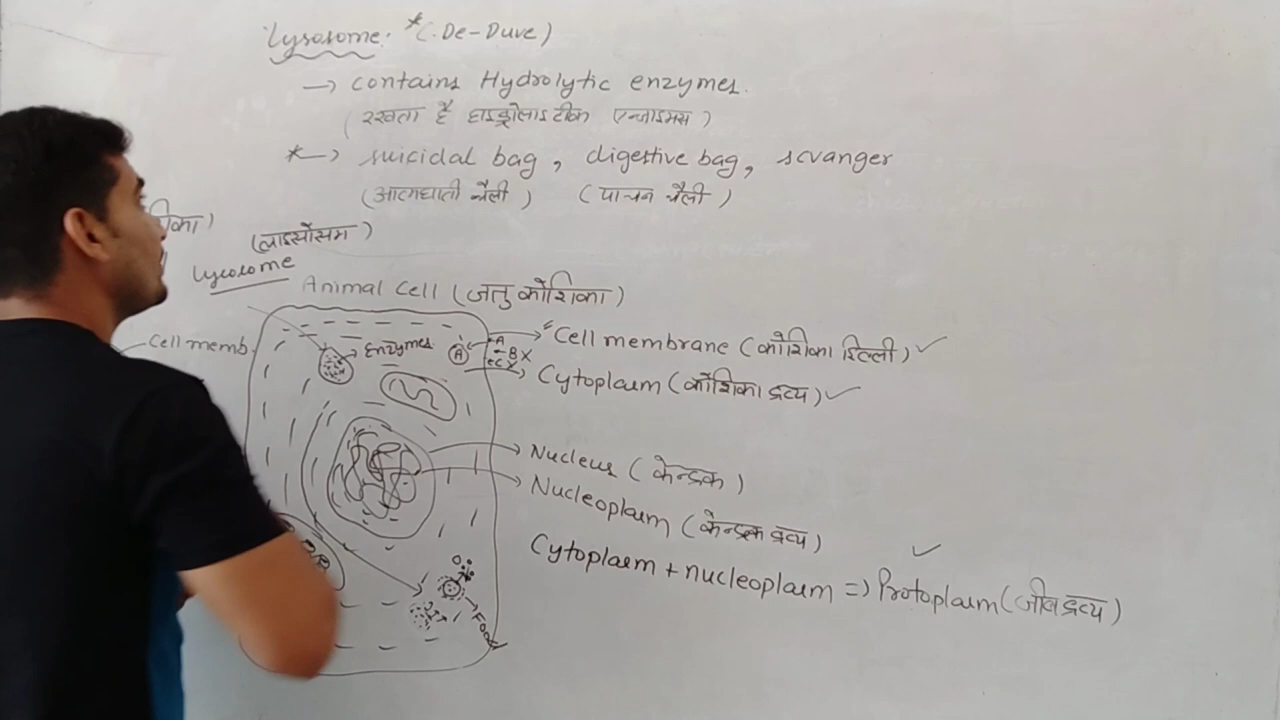 Lysosome. *(De-Duve)
→ contains Hydrolytic enzymes.
(रखता है हाइड्रोलाइटीक एन्जाइमस)
*→ suicidal bag, digestive bag, scvanger
(आत्मघाती थैली) (पाचन थैली)
िका)
(लाइसोसोम)
Lysosome
Animal cell (जतु कोशिका)
Cell memb.
Enzymes
A
A
B X
C X
Cell membrane (कोशिका झिल्ली) ✓
Cytoplasm (कोशिका द्रव्य) ✓
Nucleus (केन्द्रक)
Nucleoplasm (केन्द्रक द्रव्य)
Cytoplasm + nucleoplasm => Protoplasm (जीव द्रव्य) ✓
Food